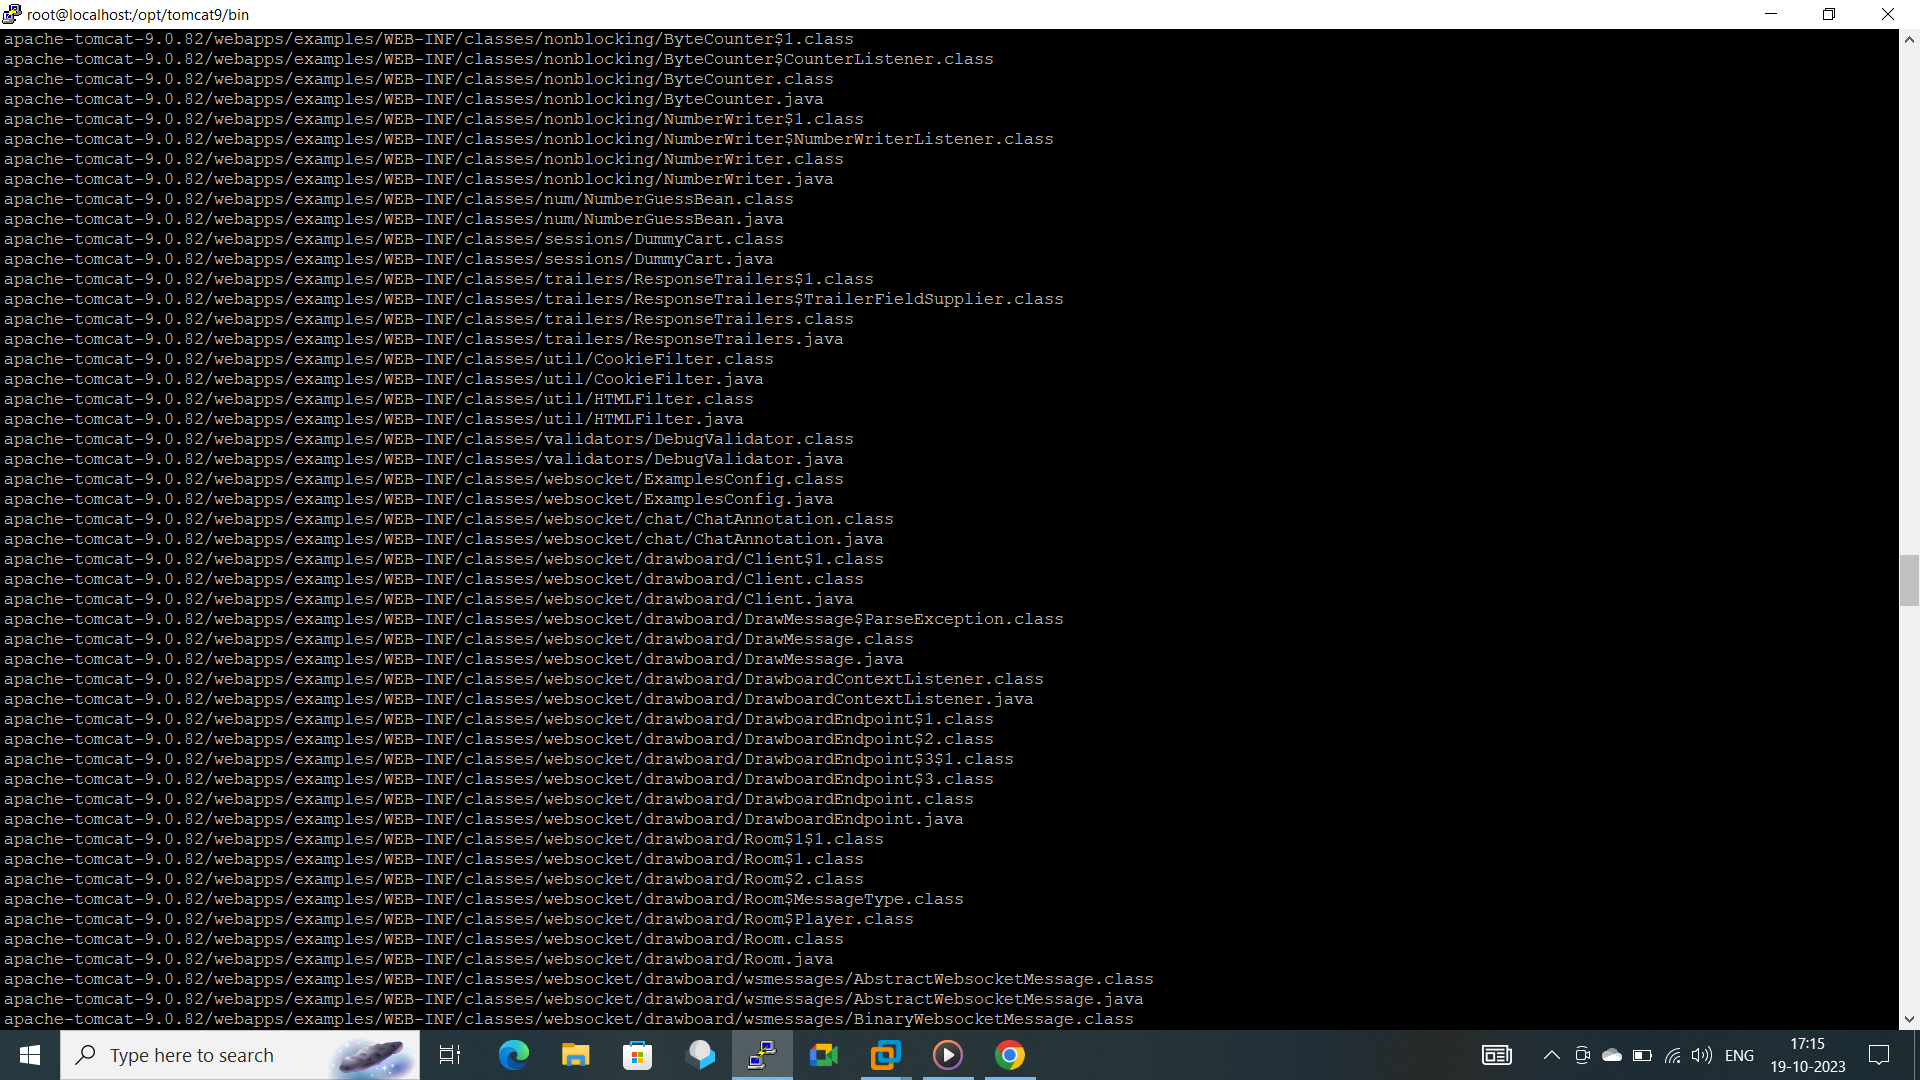 root@localhost:/opt/tomcat9/bin
apache-tomcat-9.0.82/webapps/examples/WEB-INF/classes/nonblocking/ByteCounter$1.class
apache-tomcat-9.0.82/webapps/examples/WEB-INF/classes/nonblocking/ByteCounter$CounterListener.class
apache-tomcat-9.0.82/webapps/examples/WEB-INF/classes/nonblocking/ByteCounter.class
apache-tomcat-9.0.82/webapps/examples/WEB-INF/classes/nonblocking/ByteCounter.java
apache-tomcat-9.0.82/webapps/examples/WEB-INF/classes/nonblocking/NumberWriter$1.class
apache-tomcat-9.0.82/webapps/examples/WEB-INF/classes/nonblocking/NumberWriter$NumberWriterListener.class
apache-tomcat-9.0.82/webapps/examples/WEB-INF/classes/nonblocking/NumberWriter.class
apache-tomcat-9.0.82/webapps/examples/WEB-INF/classes/nonblocking/NumberWriter.java
apache-tomcat-9.0.82/webapps/examples/WEB-INF/classes/num/NumberGuessBean.class
apache-tomcat-9.0.82/webapps/examples/WEB-INF/classes/num/NumberGuessBean.java
apache-tomcat-9.0.82/webapps/examples/WEB-INF/classes/sessions/DummyCart.class
apache-tomcat-9.0.82/webapps/examples/WEB-INF/classes/sessions/DummyCart.java
apache-tomcat-9.0.82/webapps/examples/WEB-INF/classes/trailers/ResponseTrailers$1.class
apache-tomcat-9.0.82/webapps/examples/WEB-INF/classes/trailers/ResponseTrailers$TrailerFieldSupplier.class
apache-tomcat-9.0.82/webapps/examples/WEB-INF/classes/trailers/ResponseTrailers.class
apache-tomcat-9.0.82/webapps/examples/WEB-INF/classes/trailers/ResponseTrailers.java
apache-tomcat-9.0.82/webapps/examples/WEB-INF/classes/util/CookieFilter.class
apache-tomcat-9.0.82/webapps/examples/WEB-INF/classes/util/CookieFilter.java
apache-tomcat-9.0.82/webapps/examples/WEB-INF/classes/util/HTMLFilter.class
apache-tomcat-9.0.82/webapps/examples/WEB-INF/classes/util/HTMLFilter.java
apache-tomcat-9.0.82/webapps/examples/WEB-INF/classes/validators/DebugValidator.class
apache-tomcat-9.0.82/webapps/examples/WEB-INF/classes/validators/DebugValidator.java
apache-tomcat-9.0.82/webapps/examples/WEB-INF/classes/websocket/ExamplesConfig.class
apache-tomcat-9.0.82/webapps/examples/WEB-INF/classes/websocket/ExamplesConfig.java
apache-tomcat-9.0.82/webapps/examples/WEB-INF/classes/websocket/chat/ChatAnnotation.class
apache-tomcat-9.0.82/webapps/examples/WEB-INF/classes/websocket/chat/ChatAnnotation.java
apache-tomcat-9.0.82/webapps/examples/WEB-INF/classes/websocket/drawboard/Client$1.class
apache-tomcat-9.0.82/webapps/examples/WEB-INF/classes/websocket/drawboard/Client.class
apache-tomcat-9.0.82/webapps/examples/WEB-INF/classes/websocket/drawboard/Client.java
apache-tomcat-9.0.82/webapps/examples/WEB-INF/classes/websocket/drawboard/DrawMessage$ParseException.class
apache-tomcat-9.0.82/webapps/examples/WEB-INF/classes/websocket/drawboard/DrawMessage.class
apache-tomcat-9.0.82/webapps/examples/WEB-INF/classes/websocket/drawboard/DrawMessage.java
apache-tomcat-9.0.82/webapps/examples/WEB-INF/classes/websocket/drawboard/DrawboardContextListener.class
apache-tomcat-9.0.82/webapps/examples/WEB-INF/classes/websocket/drawboard/DrawboardContextListener.java
apache-tomcat-9.0.82/webapps/examples/WEB-INF/classes/websocket/drawboard/DrawboardEndpoint$1.class
apache-tomcat-9.0.82/webapps/examples/WEB-INF/classes/websocket/drawboard/DrawboardEndpoint$2.class
apache-tomcat-9.0.82/webapps/examples/WEB-INF/classes/websocket/drawboard/DrawboardEndpoint$3$1.class
apache-tomcat-9.0.82/webapps/examples/WEB-INF/classes/websocket/drawboard/DrawboardEndpoint$3.class
apache-tomcat-9.0.82/webapps/examples/WEB-INF/classes/websocket/drawboard/DrawboardEndpoint.class
apache-tomcat-9.0.82/webapps/examples/WEB-INF/classes/websocket/drawboard/DrawboardEndpoint.java
apache-tomcat-9.0.82/webapps/examples/WEB-INF/classes/websocket/drawboard/Room$1$1.class
apache-tomcat-9.0.82/webapps/examples/WEB-INF/classes/websocket/drawboard/Room$1.class
apache-tomcat-9.0.82/webapps/examples/WEB-INF/classes/websocket/drawboard/Room$2.class
apache-tomcat-9.0.82/webapps/examples/WEB-INF/classes/websocket/drawboard/Room$MessageType.class
apache-tomcat-9.0.82/webapps/examples/WEB-INF/classes/websocket/drawboard/Room$Player.class
apache-tomcat-9.0.82/webapps/examples/WEB-INF/classes/websocket/drawboard/Room.class
apache-tomcat-9.0.82/webapps/examples/WEB-INF/classes/websocket/drawboard/Room.java
apache-tomcat-9.0.82/webapps/examples/WEB-INF/classes/websocket/drawboard/wsmessages/AbstractWebsocketMessage.class
apache-tomcat-9.0.82/webapps/examples/WEB-INF/classes/websocket/drawboard/wsmessages/AbstractWebsocketMessage.java
apache-tomcat-9.0.82/webapps/examples/WEB-INF/classes/websocket/drawboard/wsmessages/BinaryWebsocketMessage.class
Type here to search
ENG
17:15
19-10-2023